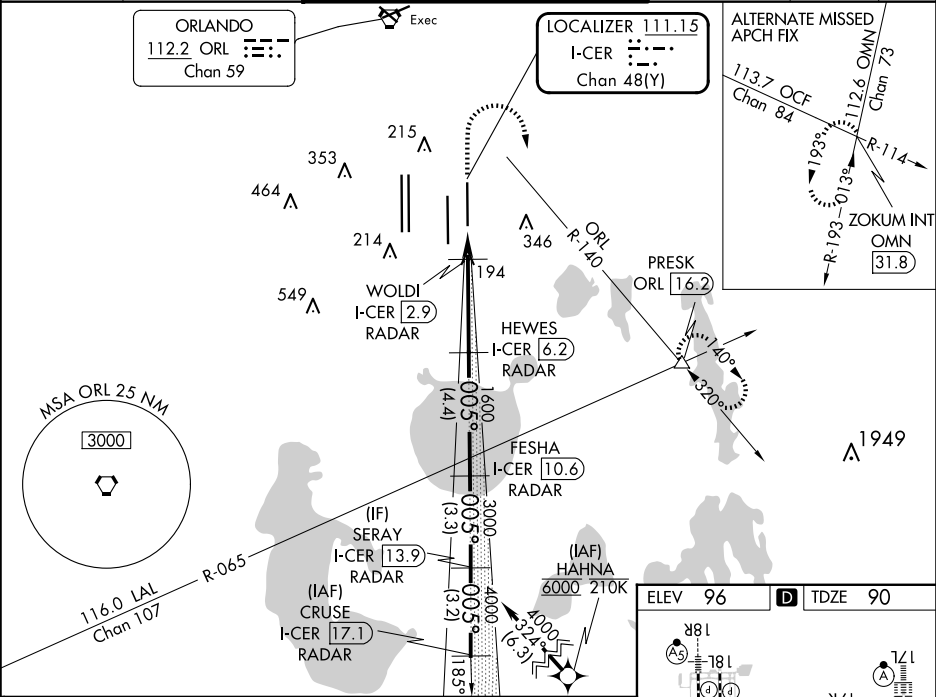 ORLANDO
112.2 ORL
Chan 59
Exec
LOCALIZER 111.15
I-CER
Chan 48(Y)
ALTERNATE MISSED
APCH FIX
113.7 OCF
Chan 84
112.6 OMN
Chan 73
R-114
193°
013°
R-193
ZOKUM INT
OMN
31.8
215
353
464
214
346
549
194
ORL
R-140
WOLDI
I-CER 2.9
RADAR
PRESK
ORL 16.2
HEWES
I-CER 6.2
RADAR
140°
320°
MSA ORL 25 NM
3000
005°
1600
(4.4)
FESHA
I-CER 10.6
RADAR
1949
005°
3000
(3.3)
(IF)
SERAY
I-CER 13.9
RADAR
116.0 LAL
Chan 107
R-065
(IAF)
CRUSE
I-CER 17.1
RADAR
005°
4000
(3.2)
185°
(IAF)
HAHNA
6000 210K
4000
324°
(6.3)
ELEV 96
D
TDZE 90
18R
A5
18L
P
P
17L
A